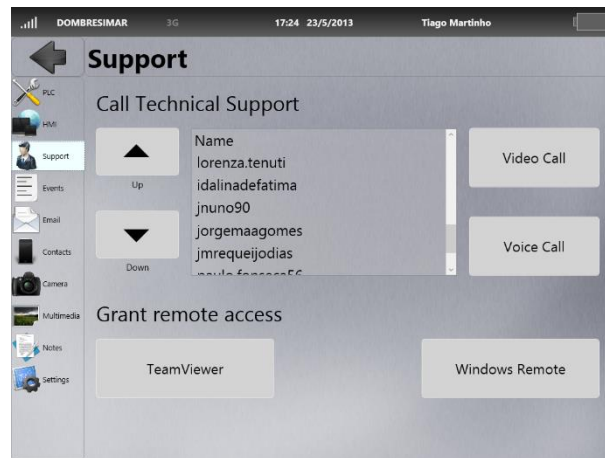 DOMBRESIMAR 3G 17:24 23/5/2013 Tiago Martinho
Support
PLC
HMI
Support
Events
Email
Contacts
Camera
Multimedia
Notes
Settings
Call Technical Support
Up
Down
Name
lorenza.tenuti
idalinadefatima
jnuno90
jorgemaagomes
jmrequeijodias
paulo.fonseca56
Video Call
Voice Call
Grant remote access
TeamViewer
Windows Remote